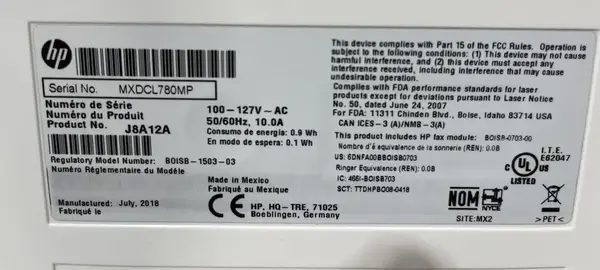 hp
Serial No. MXDCL780MP
Numéro de Série
Número du Produit
Product No. J8A12A
100-127V-AC
50/60Hz, 10.0A
Consumo de energía: 0.9 Wh
En modo de espera: 0.1 Wh
Regulatory Model Number: BOISB-1503-03
Número Réglementaire du Modèle
Made in Mexico
Fabriqué au Mexique
Manufactured: July, 2018
Fabriqué le
CE HP, HQ-TRE, 71025
Boeblingen, Germany
This device complies with Part 15 of the FCC Rules. Operation is
subject to the following conditions: (1) This device may not cause
harmful interference, and (2) this device must accept any
interference received, including interference that may cause
undesirable operation.
Complies with FDA performance standards for laser
products except for deviations pursuant to Laser Notice
No. 50, dated June 24, 2007
For FDA: 11311 Chinden Blvd., Boise, Idaho 83714 USA
CAN ICES-3 (A)/NMB-3(A)
This product includes HP fax module: BOISB-0703-00
Nombre d'équivalence de la sonnerie (REN): 0.0B
US: 6DNFA00BBOISB0703
Ringer Equivalence (REN): 0.0B
IC: 466I-BOISB703
SCT: TTDHPBO08-0418
C UL US
LISTED
I.T.E.
E62047
NOM NYCE
SITE:MX2
>PET<